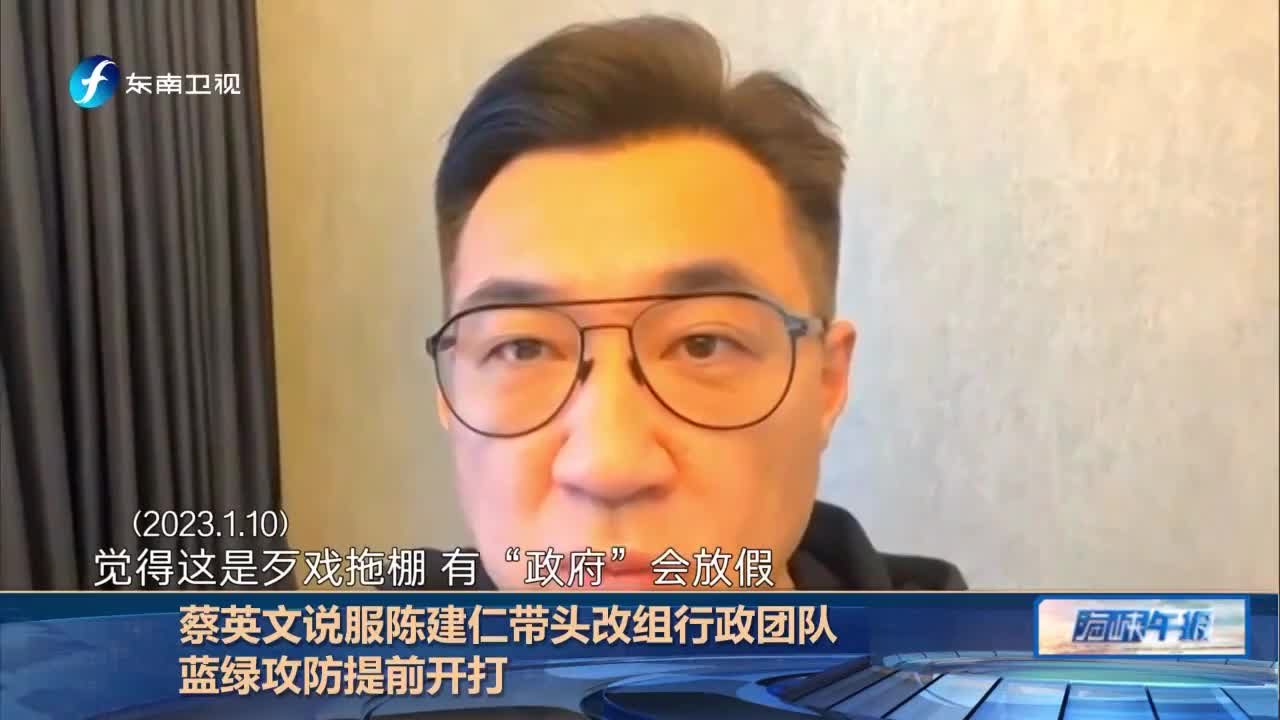 东南卫视
(2023.1.10)
觉得这是歹戏拖棚 有“政府”会放假
蔡英文说服陈建仁带头改组行政团队
蓝绿攻防提前开打
海峡午报